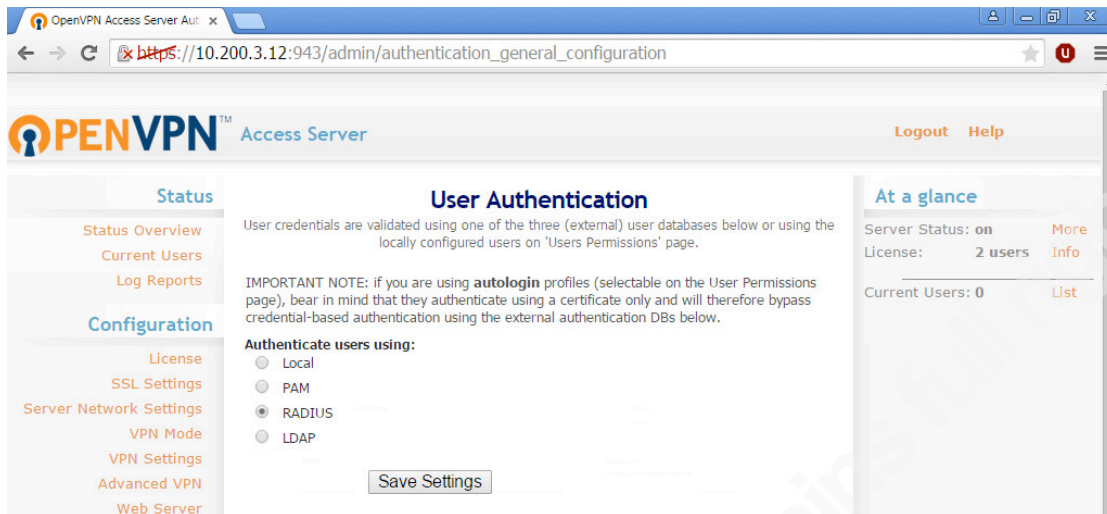 OpenVPN Access Server Aut
https://10.200.3.12:943/admin/authentication_general_configuration
OPENVPN™ Access Server
Logout Help
Status
Status Overview
Current Users
Log Reports
Configuration
License
SSL Settings
Server Network Settings
VPN Mode
VPN Settings
Advanced VPN
Web Server
User Authentication
User credentials are validated using one of the three (external) user databases below or using the
locally configured users on 'Users Permissions' page.
IMPORTANT NOTE: if you are using autologin profiles (selectable on the User Permissions
page), bear in mind that they authenticate using a certificate only and will therefore bypass
credential-based authentication using the external authentication DBs below.
Authenticate users using:
Local
PAM
RADIUS
LDAP
Save Settings
At a glance
Server Status: on More
License: 2 users Info
Current Users: 0 List